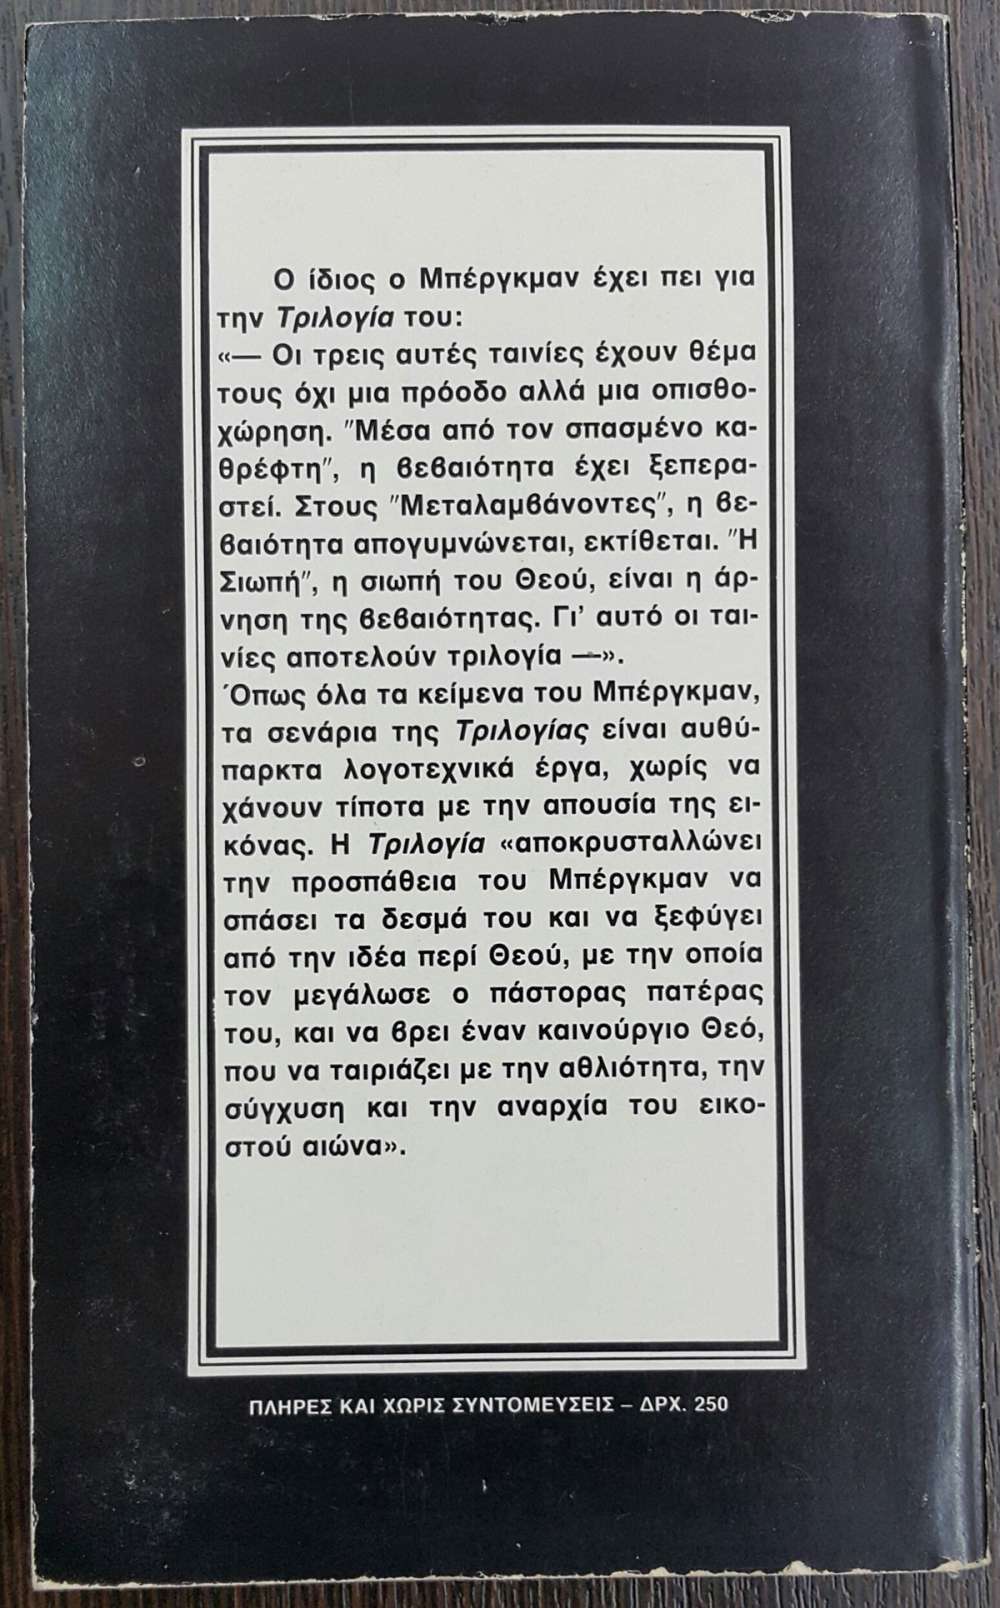 Ο ίδιος ο Μπέργκμαν έχει πει για
την Τριλογία του:
«— Οι τρεις αυτές ταινίες έχουν θέμα
τους όχι μια πρόοδο αλλά μια οπισθο-
χώρηση. "Μέσα από τον σπασμένο κα-
θρέφτη", η βεβαιότητα έχει ξεπερα-
στεί. Στους "Μεταλαμβάνοντες", η βε-
βαιότητα απογυμνώνεται, εκτίθεται. "Η
Σιωπή", η σιωπή του Θεού, είναι η άρ-
νηση της βεβαιότητας. Γι' αυτό οι ται-
νίες αποτελούν τριλογία —».
Όπως όλα τα κείμενα του Μπέργκμαν,
τα σενάρια της Τριλογίας είναι αυθύ-
παρκτα λογοτεχνικά έργα, χωρίς να
χάνουν τίποτα με την απουσία της ει-
κόνας. Η Τριλογία «αποκρυσταλλώνει
την προσπάθεια του Μπέργκμαν να
σπάσει τα δεσμά του και να ξεφύγει
από την ιδέα περί Θεού, με την οποία
τον μεγάλωσε ο πάστορας πατέρας
του, και να βρει έναν καινούργιο Θεό,
που να ταιριάζει με την αθλιότητα, την
σύγχυση και την αναρχία του εικο-
στού αιώνα».
ΠΛΗΡΕΣ ΚΑΙ ΧΩΡΙΣ ΣΥΝΤΟΜΕΥΣΕΙΣ – ΔΡΧ. 250